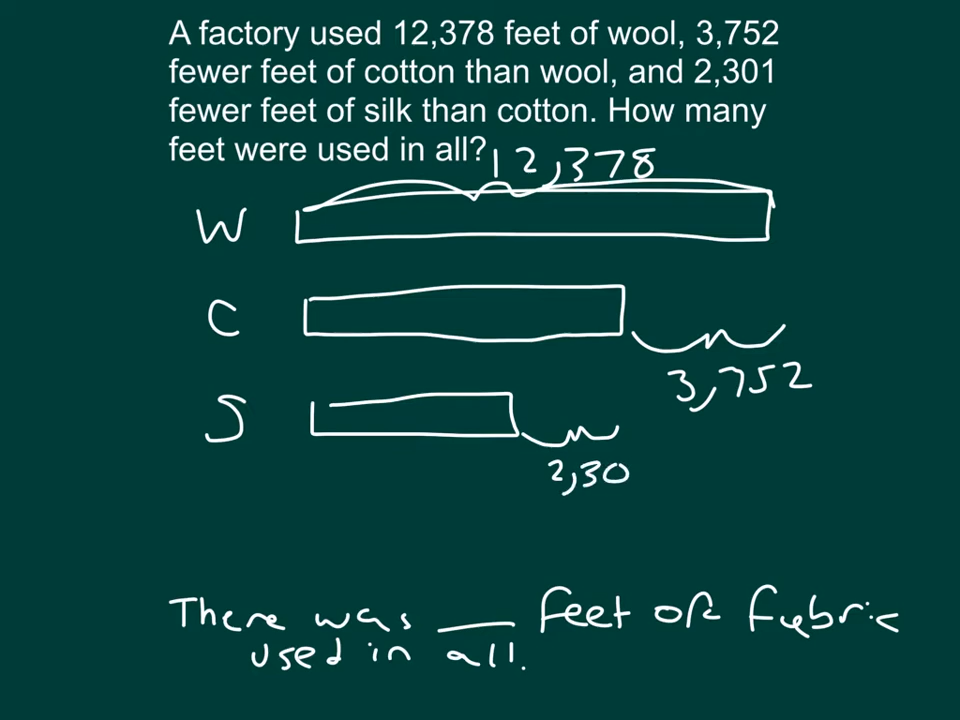 A factory used 12,378 feet of wool, 3,752
fewer feet of cotton than wool, and 2,301
fewer feet of silk than cotton. How many
feet were used in all?
12,378
W
C
3,752
S
2,30
There was ___ feet of fabric
used in all.